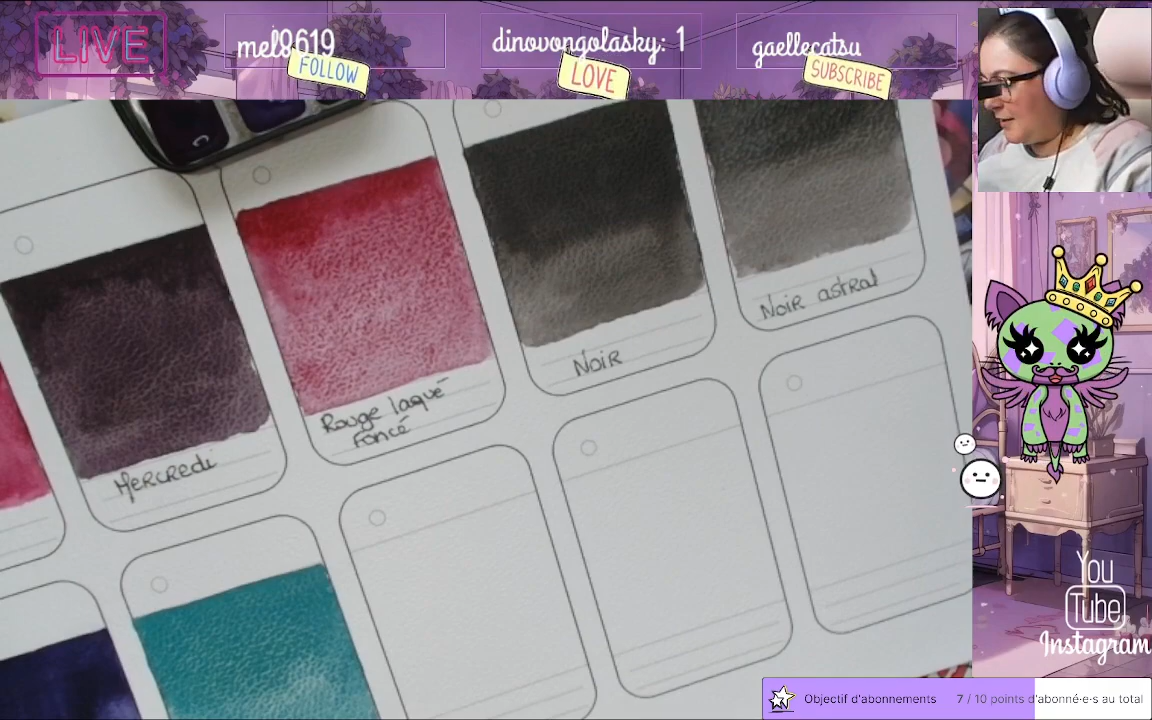 LIVE
mel9619
FOLLOW
dinovongolasky: 1
LOVE
gaellecatsu
SUBSCRIBE
Mercredi
Rouge laqué
Foncé
Noir
Noir astral
You
Tube
Instagram
Objectif d'abonnements 7 / 10 points d'abonné·e·s au total